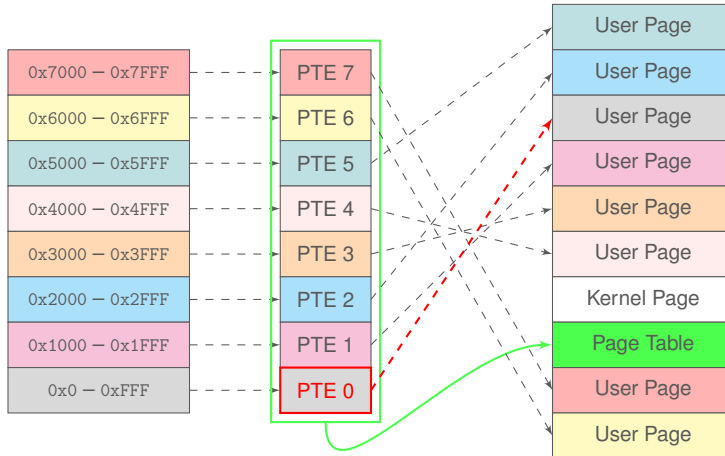 0x7000 – 0x7FFF
0x6000 – 0x6FFF
0x5000 – 0x5FFF
0x4000 – 0x4FFF
0x3000 – 0x3FFF
0x2000 – 0x2FFF
0x1000 – 0x1FFF
0x0 – 0xFFF
PTE 7
PTE 6
PTE 5
PTE 4
PTE 3
PTE 2
PTE 1
PTE 0
User Page
User Page
User Page
User Page
User Page
User Page
Kernel Page
Page Table
User Page
User Page